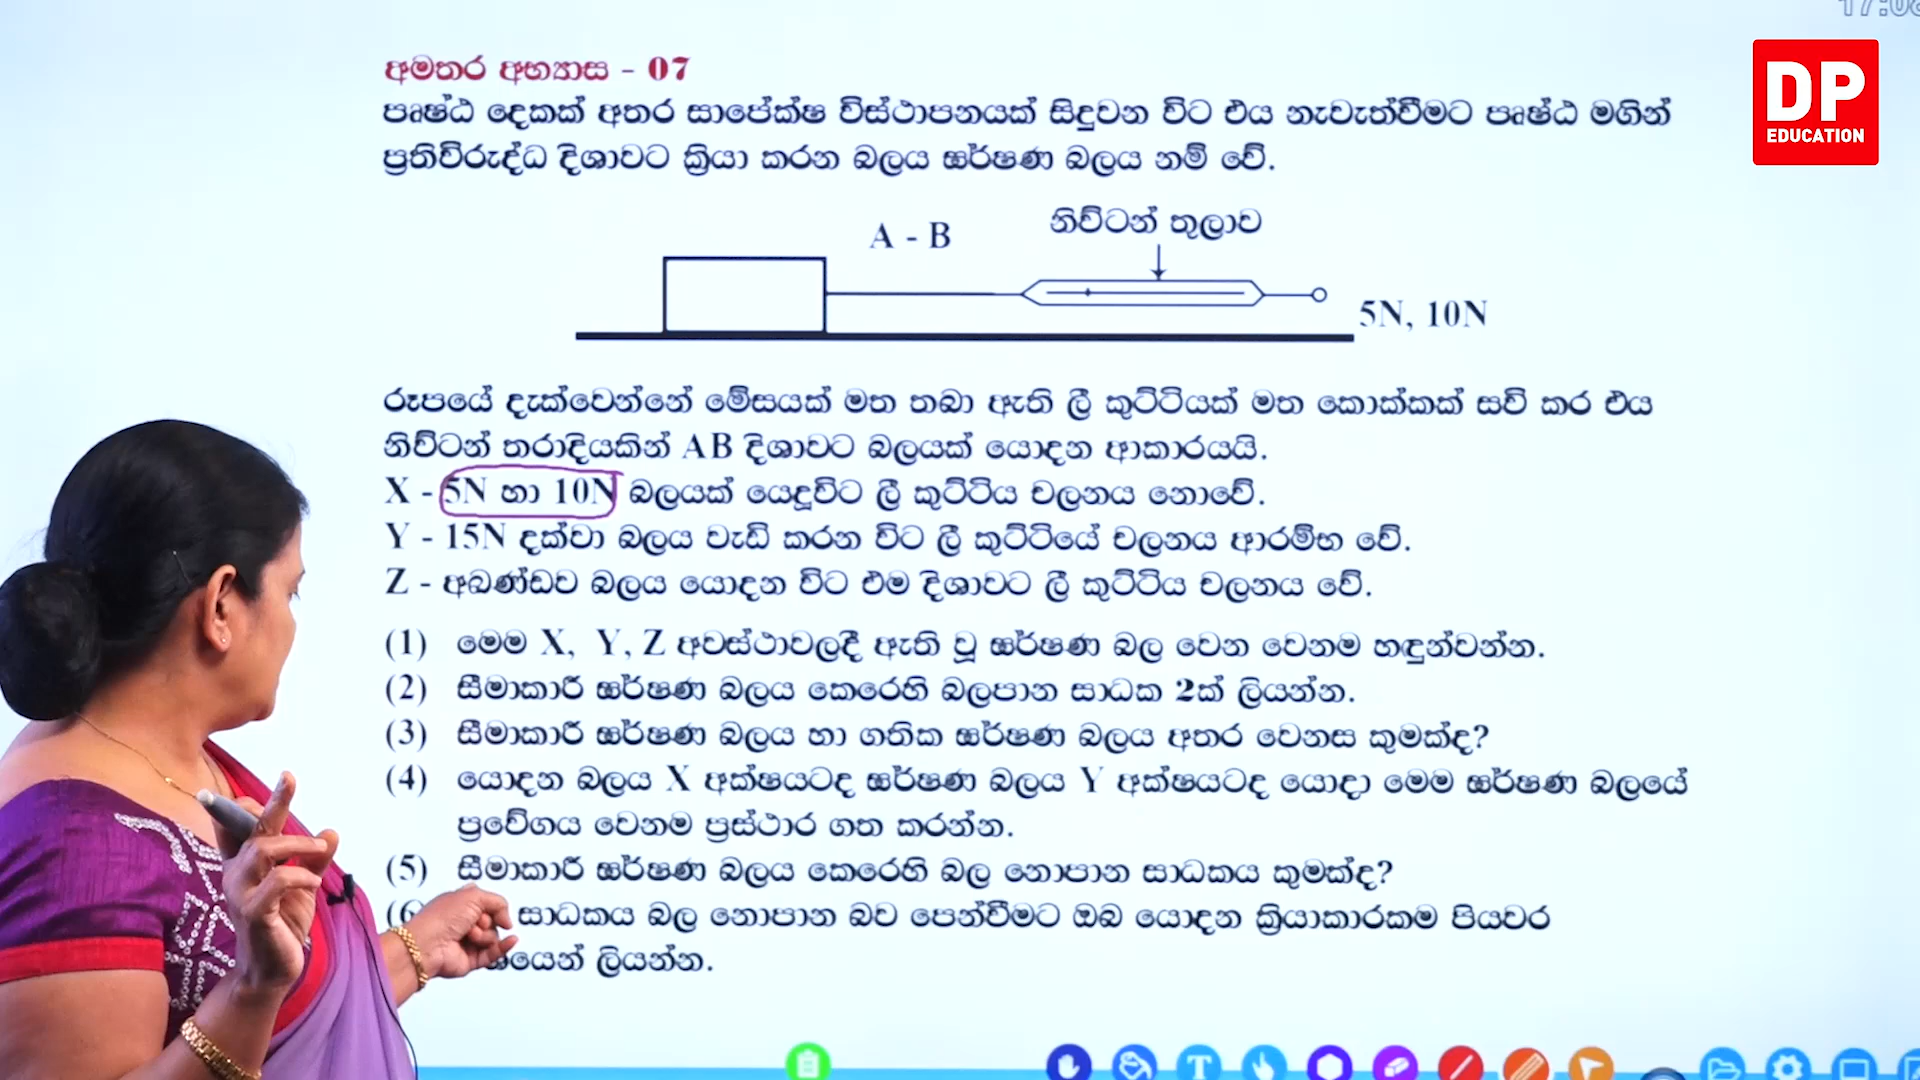 17:08
DP
EDUCATION
අමතර අභ්‍යාස - 07
පෘෂ්ඨ දෙකක් අතර සාපේක්ෂ විස්ථාපනයක් සිදුවන විට එය නැවැත්වීමට පෘෂ්ඨ මගින්
ප්‍රතිවිරුද්ධ දිශාවට ක්‍රියා කරන බලය ඝර්ෂණ බලය නම් වේ.
නිව්ටන් තුලාව
A - B
5N, 10N
රූපයේ දැක්වෙන්නේ මේසයක් මත තබා ඇති ලී කුට්ටියක් මත කොක්කක් සවි කර එය
නිව්ටන් තරාදියකින් AB දිශාවට බලයක් යොදන ආකාරයයි.
X - 5N හා 10N බලයක් යෙදූවිට ලී කුට්ටිය චලනය නොවේ.
Y - 15N දක්වා බලය වැඩි කරන විට ලී කුට්ටියේ චලනය ආරම්භ වේ.
Z - අඛණ්ඩව බලය යොදන විට එම දිශාවට ලී කුට්ටිය චලනය වේ.
(1) මෙම X, Y, Z අවස්ථාවලදී ඇති වූ ඝර්ෂණ බල වෙන වෙනම හඳුන්වන්න.
(2) සීමාකාරී ඝර්ෂණ බලය කෙරෙහි බලපාන සාධක 2ක් ලියන්න.
(3) සීමාකාරී ඝර්ෂණ බලය හා ගතික ඝර්ෂණ බලය අතර වෙනස කුමක්ද?
(4) යොදන බලය X අක්ෂයටද ඝර්ෂණ බලය Y අක්ෂයටද යොදා මෙම ඝර්ෂණ බලයේ
ප්‍රවේගය වෙනම ප්‍රස්ථාර ගත කරන්න.
(5) සීමාකාරී ඝර්ෂණ බලය කෙරෙහි බල නොපාන සාධකය කුමක්ද?
(6 සාධකය බල නොපාන බව පෙන්වීමට ඔබ යොදන ක්‍රියාකාරකම පියවර
ලියන්න.